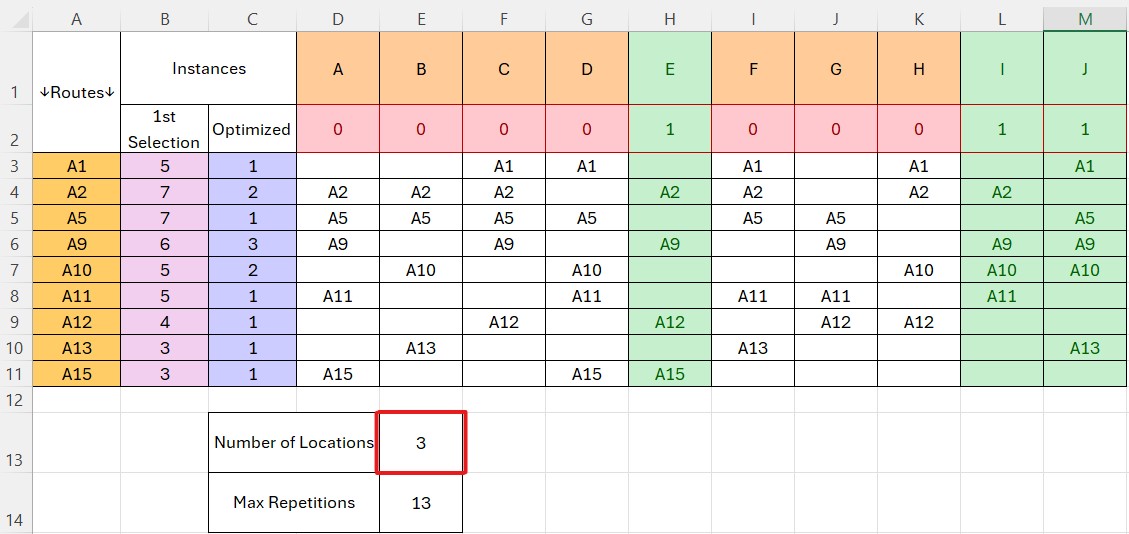 A B C D E F G H I J K L M
1 ↓Routes↓ Instances A B C D E F G H I J
2 1st Selection Optimized 0 0 0 0 1 0 0 0 1 1
3 A1 5 1 A1 A1 A1 A1 A1
4 A2 7 2 A2 A2 A2 A2 A2 A2 A2
5 A5 7 1 A5 A5 A5 A5 A5 A5 A5
6 A9 6 3 A9 A9 A9 A9 A9 A9
7 A10 5 2 A10 A10 A10 A10 A10
8 A11 5 1 A11 A11 A11 A11 A11
9 A12 4 1 A12 A12 A12 A12
10 A13 3 1 A13 A13 A13
11 A15 3 1 A15 A15 A15
12
13 Number of Locations 3
14 Max Repetitions 13